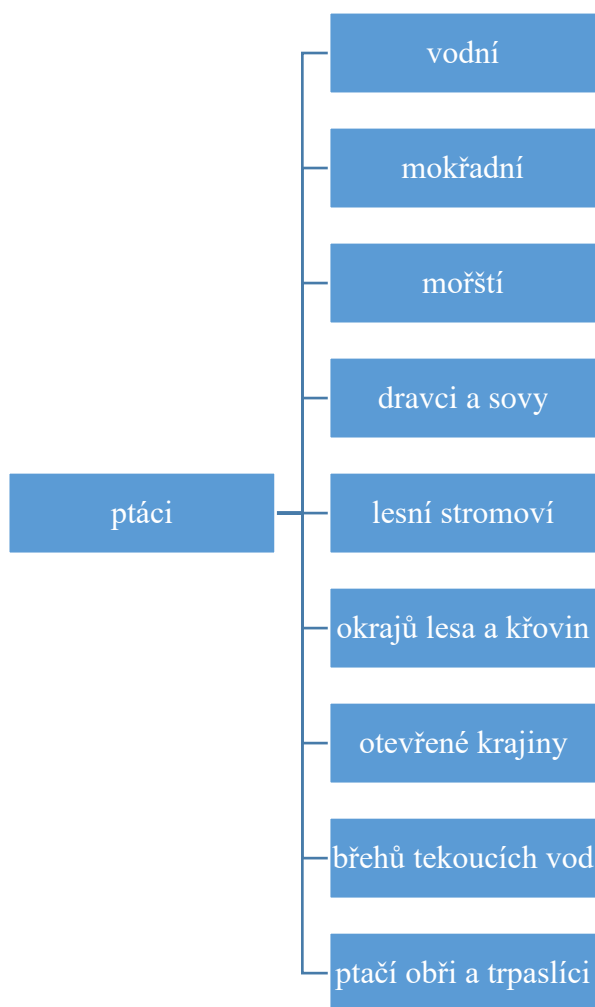 vodní
mokřadní
mořští
dravci a sovy
ptáci
lesní stromoví
okrajů lesa a křovin
otevřené krajiny
břehů tekoucích vod
ptačí obři a trpaslíci